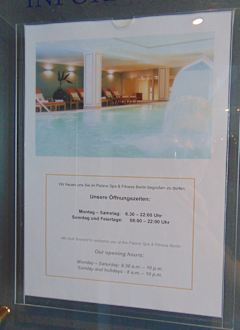 Wir freuen uns Sie im Palace Spa & Fitness Berlin begrüßen zu dürfen.
Unsere Öffnungszeiten:
Montag – Samstag: 6.30 – 22:00 Uhr
Sonntag und Feiertage: 08:00 – 22:00 Uhr
We look forward to welcome you at the Palace Spa & Fitness Berlin
Our opening hours:
Monday – Saturday: 6.30 a.m. – 10 p.m.
Sunday and holidays: 8 a.m. – 10 p.m.